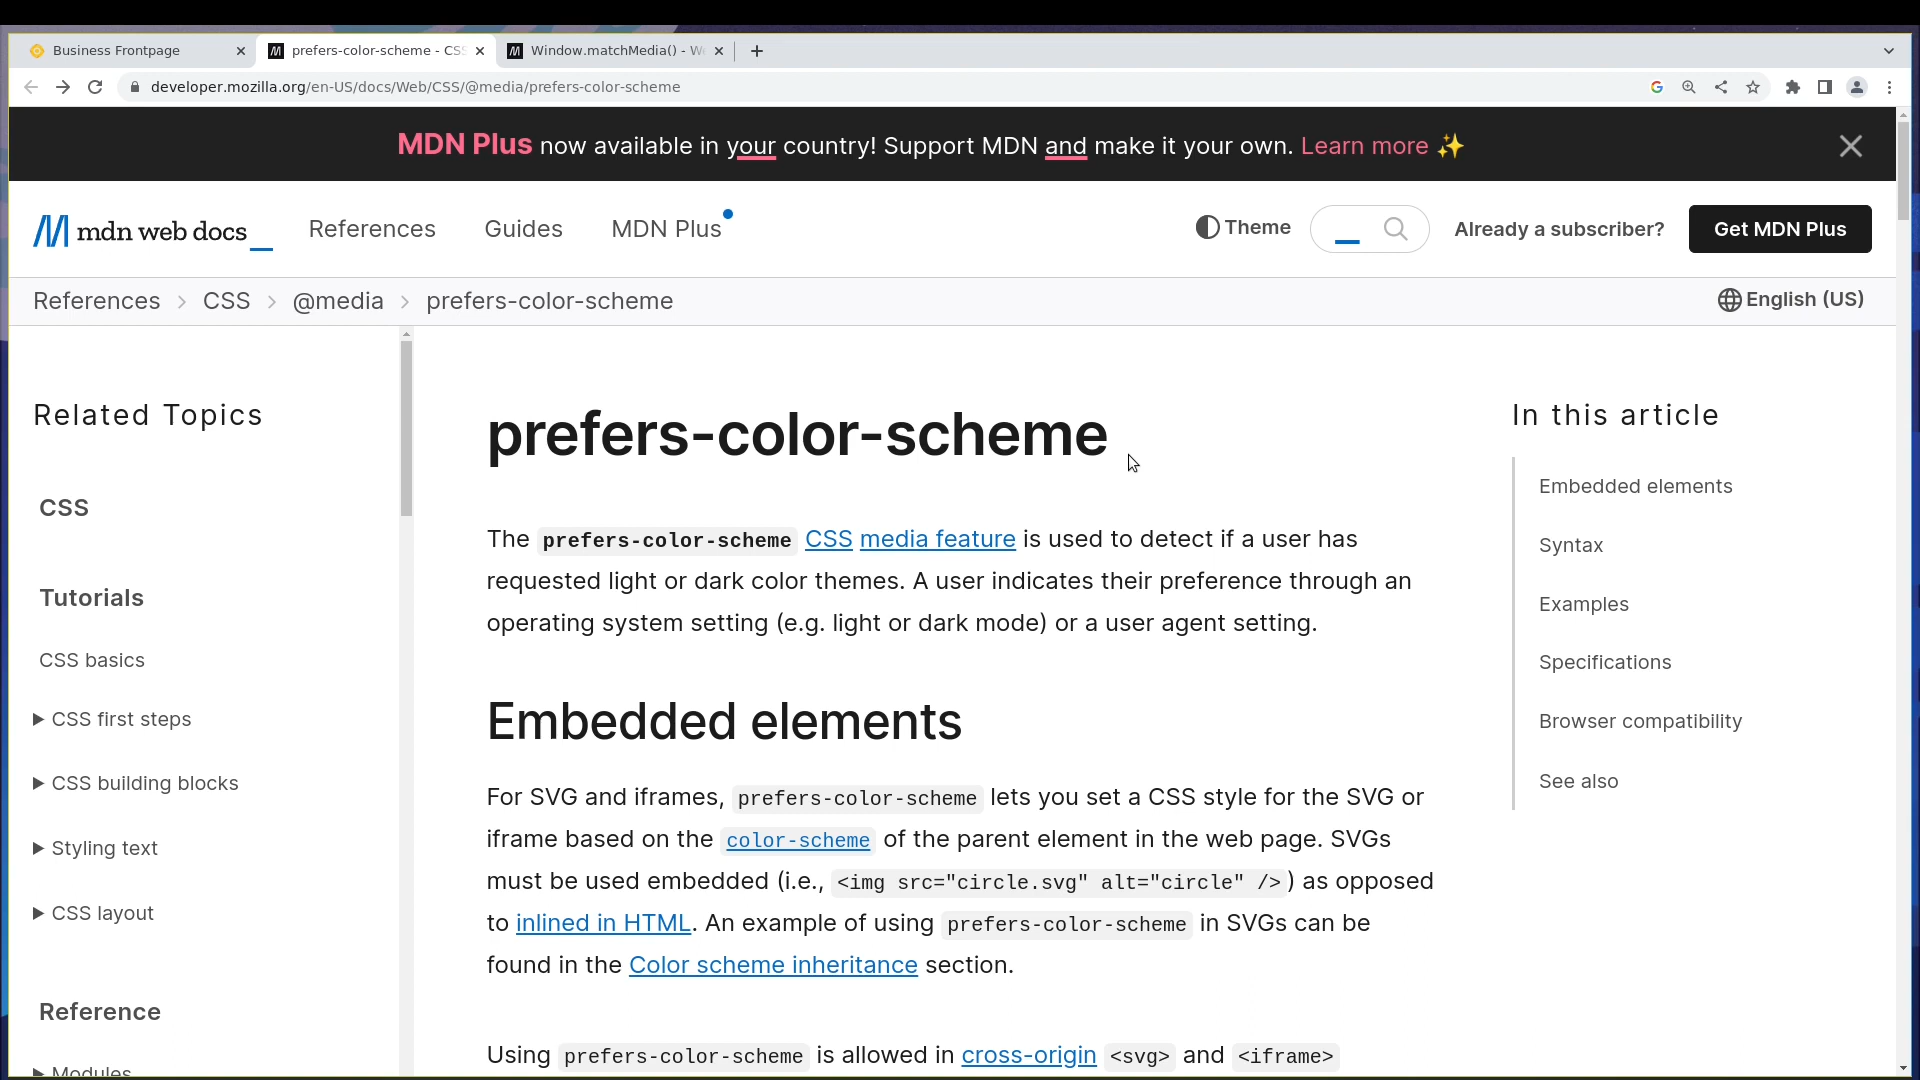 Business Frontpage
prefers-color-scheme - CSS
Window.matchMedia() - We
developer.mozilla.org/en-US/docs/Web/CSS/@media/prefers-color-scheme
MDN Plus now available in your country! Support MDN and make it your own. Learn more ✨
mdn web docs_
References
Guides
MDN Plus
Theme
Already a subscriber?
Get MDN Plus
References > CSS > @media > prefers-color-scheme
English (US)
Related Topics
CSS
Tutorials
CSS basics
CSS first steps
CSS building blocks
Styling text
CSS layout
Reference
Modules
prefers-color-scheme
The prefers-color-scheme CSS media feature is used to detect if a user has
requested light or dark color themes. A user indicates their preference through an
operating system setting (e.g. light or dark mode) or a user agent setting.
Embedded elements
For SVG and iframes, prefers-color-scheme lets you set a CSS style for the SVG or
iframe based on the color-scheme of the parent element in the web page. SVGs
must be used embedded (i.e., <img src="circle.svg" alt="circle" />) as opposed
to inlined in HTML. An example of using prefers-color-scheme in SVGs can be
found in the Color scheme inheritance section.
Using prefers-color-scheme is allowed in cross-origin <svg> and <iframe>
In this article
Embedded elements
Syntax
Examples
Specifications
Browser compatibility
See also